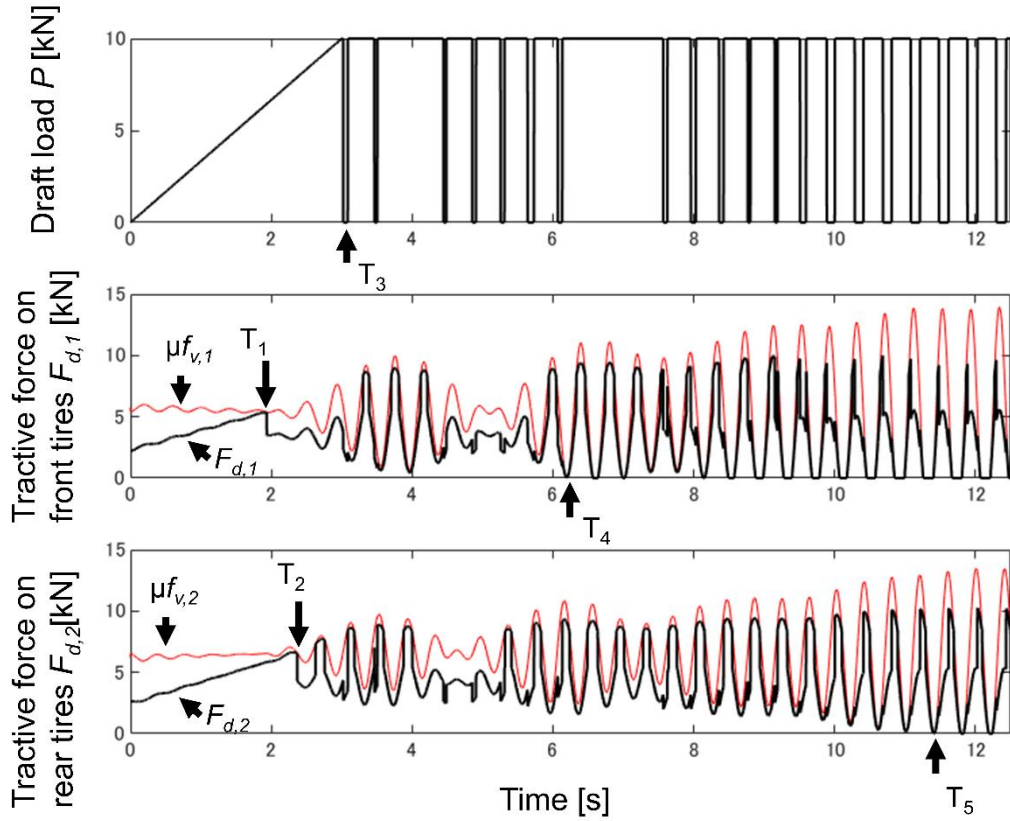 Draft load P [kN]
10
5
0
0
2
4
6
8
10
12
T3
Tractive force on
front tires Fd,1 [kN]
15
10
5
0
μfv,1
T1
Fd,1
0
2
4
6
8
10
12
T4
Tractive force on
rear tires Fd,2[kN]
15
10
5
0
μfv,2
T2
Fd,2
0
2
4
6
8
10
12
T5
Time [s]